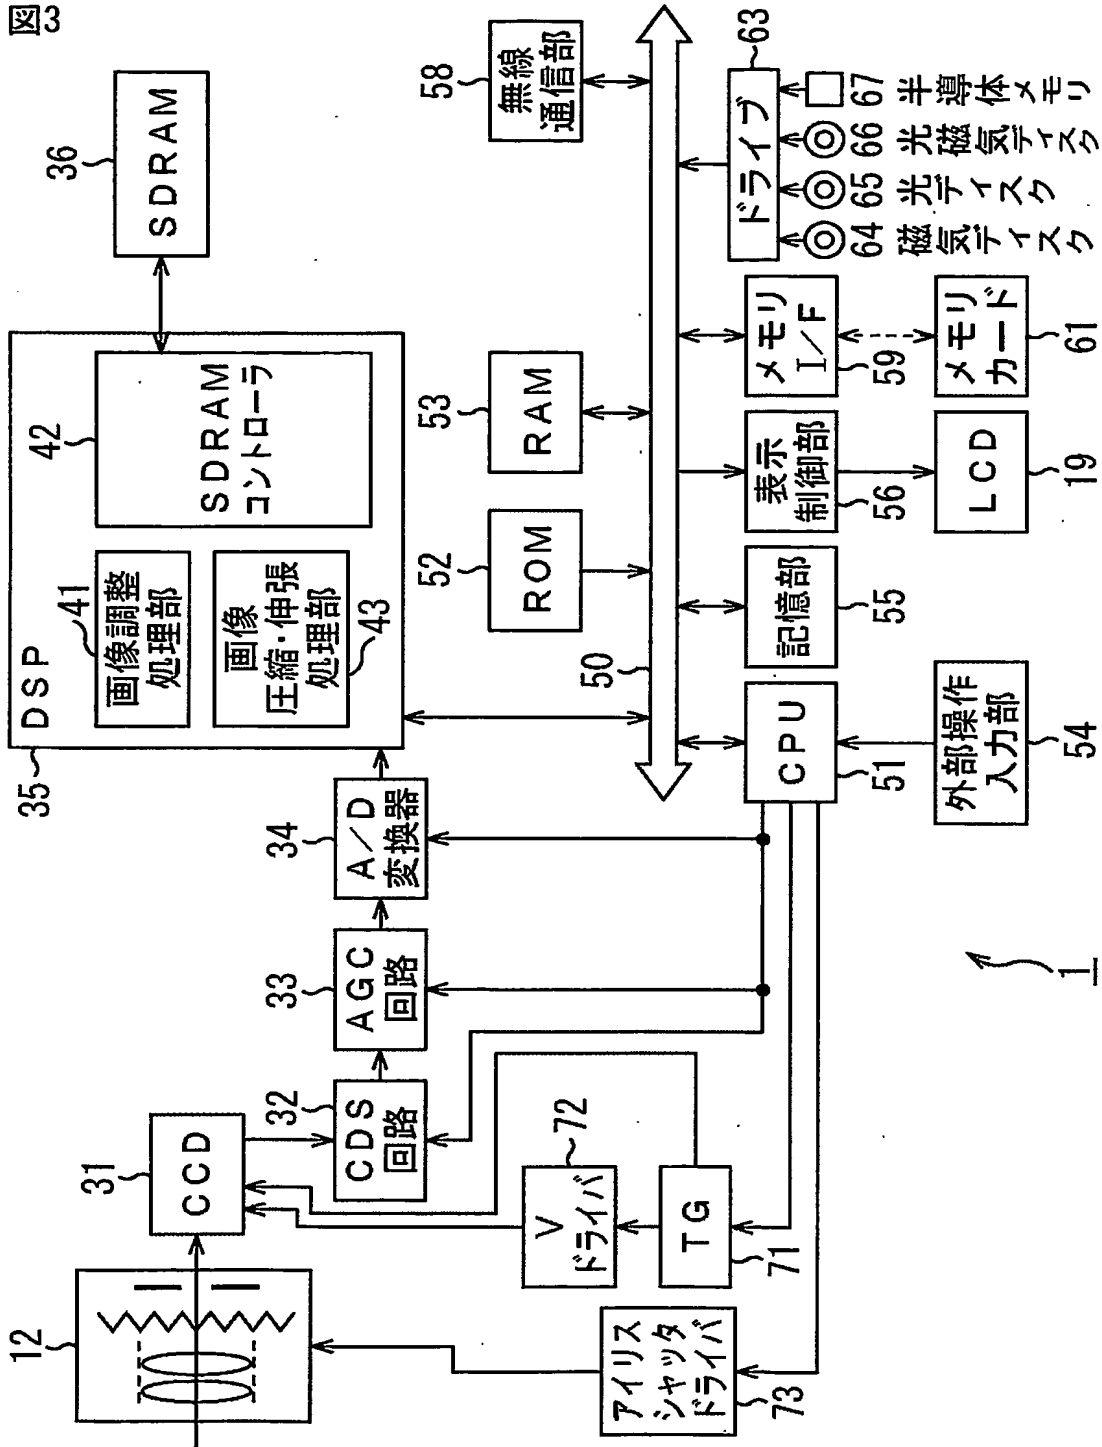 図3
12
31
CCD
32
CDS
回路
33
AGC
回路
34
A/D
変換器
35
DSP
41
画像調整
処理部
43
画像
圧縮・伸張
処理部
42
SDRAM
コントローラ
36
SDRAM
72
V
ドライバ
71
TG
73
アイリス
シャッタ
ドライバ
50
52
ROM
53
RAM
58
無線
通信部
CPU
51
外部操作
入力部
54
記憶部
55
表示
制御部
56
LCD
19
メモリ
I/F
59
メモリ
カード
61
63
ドライブ
64 磁気ディスク
65 光ディスク
66 光磁気ディスク
67 半導体メモリ
1